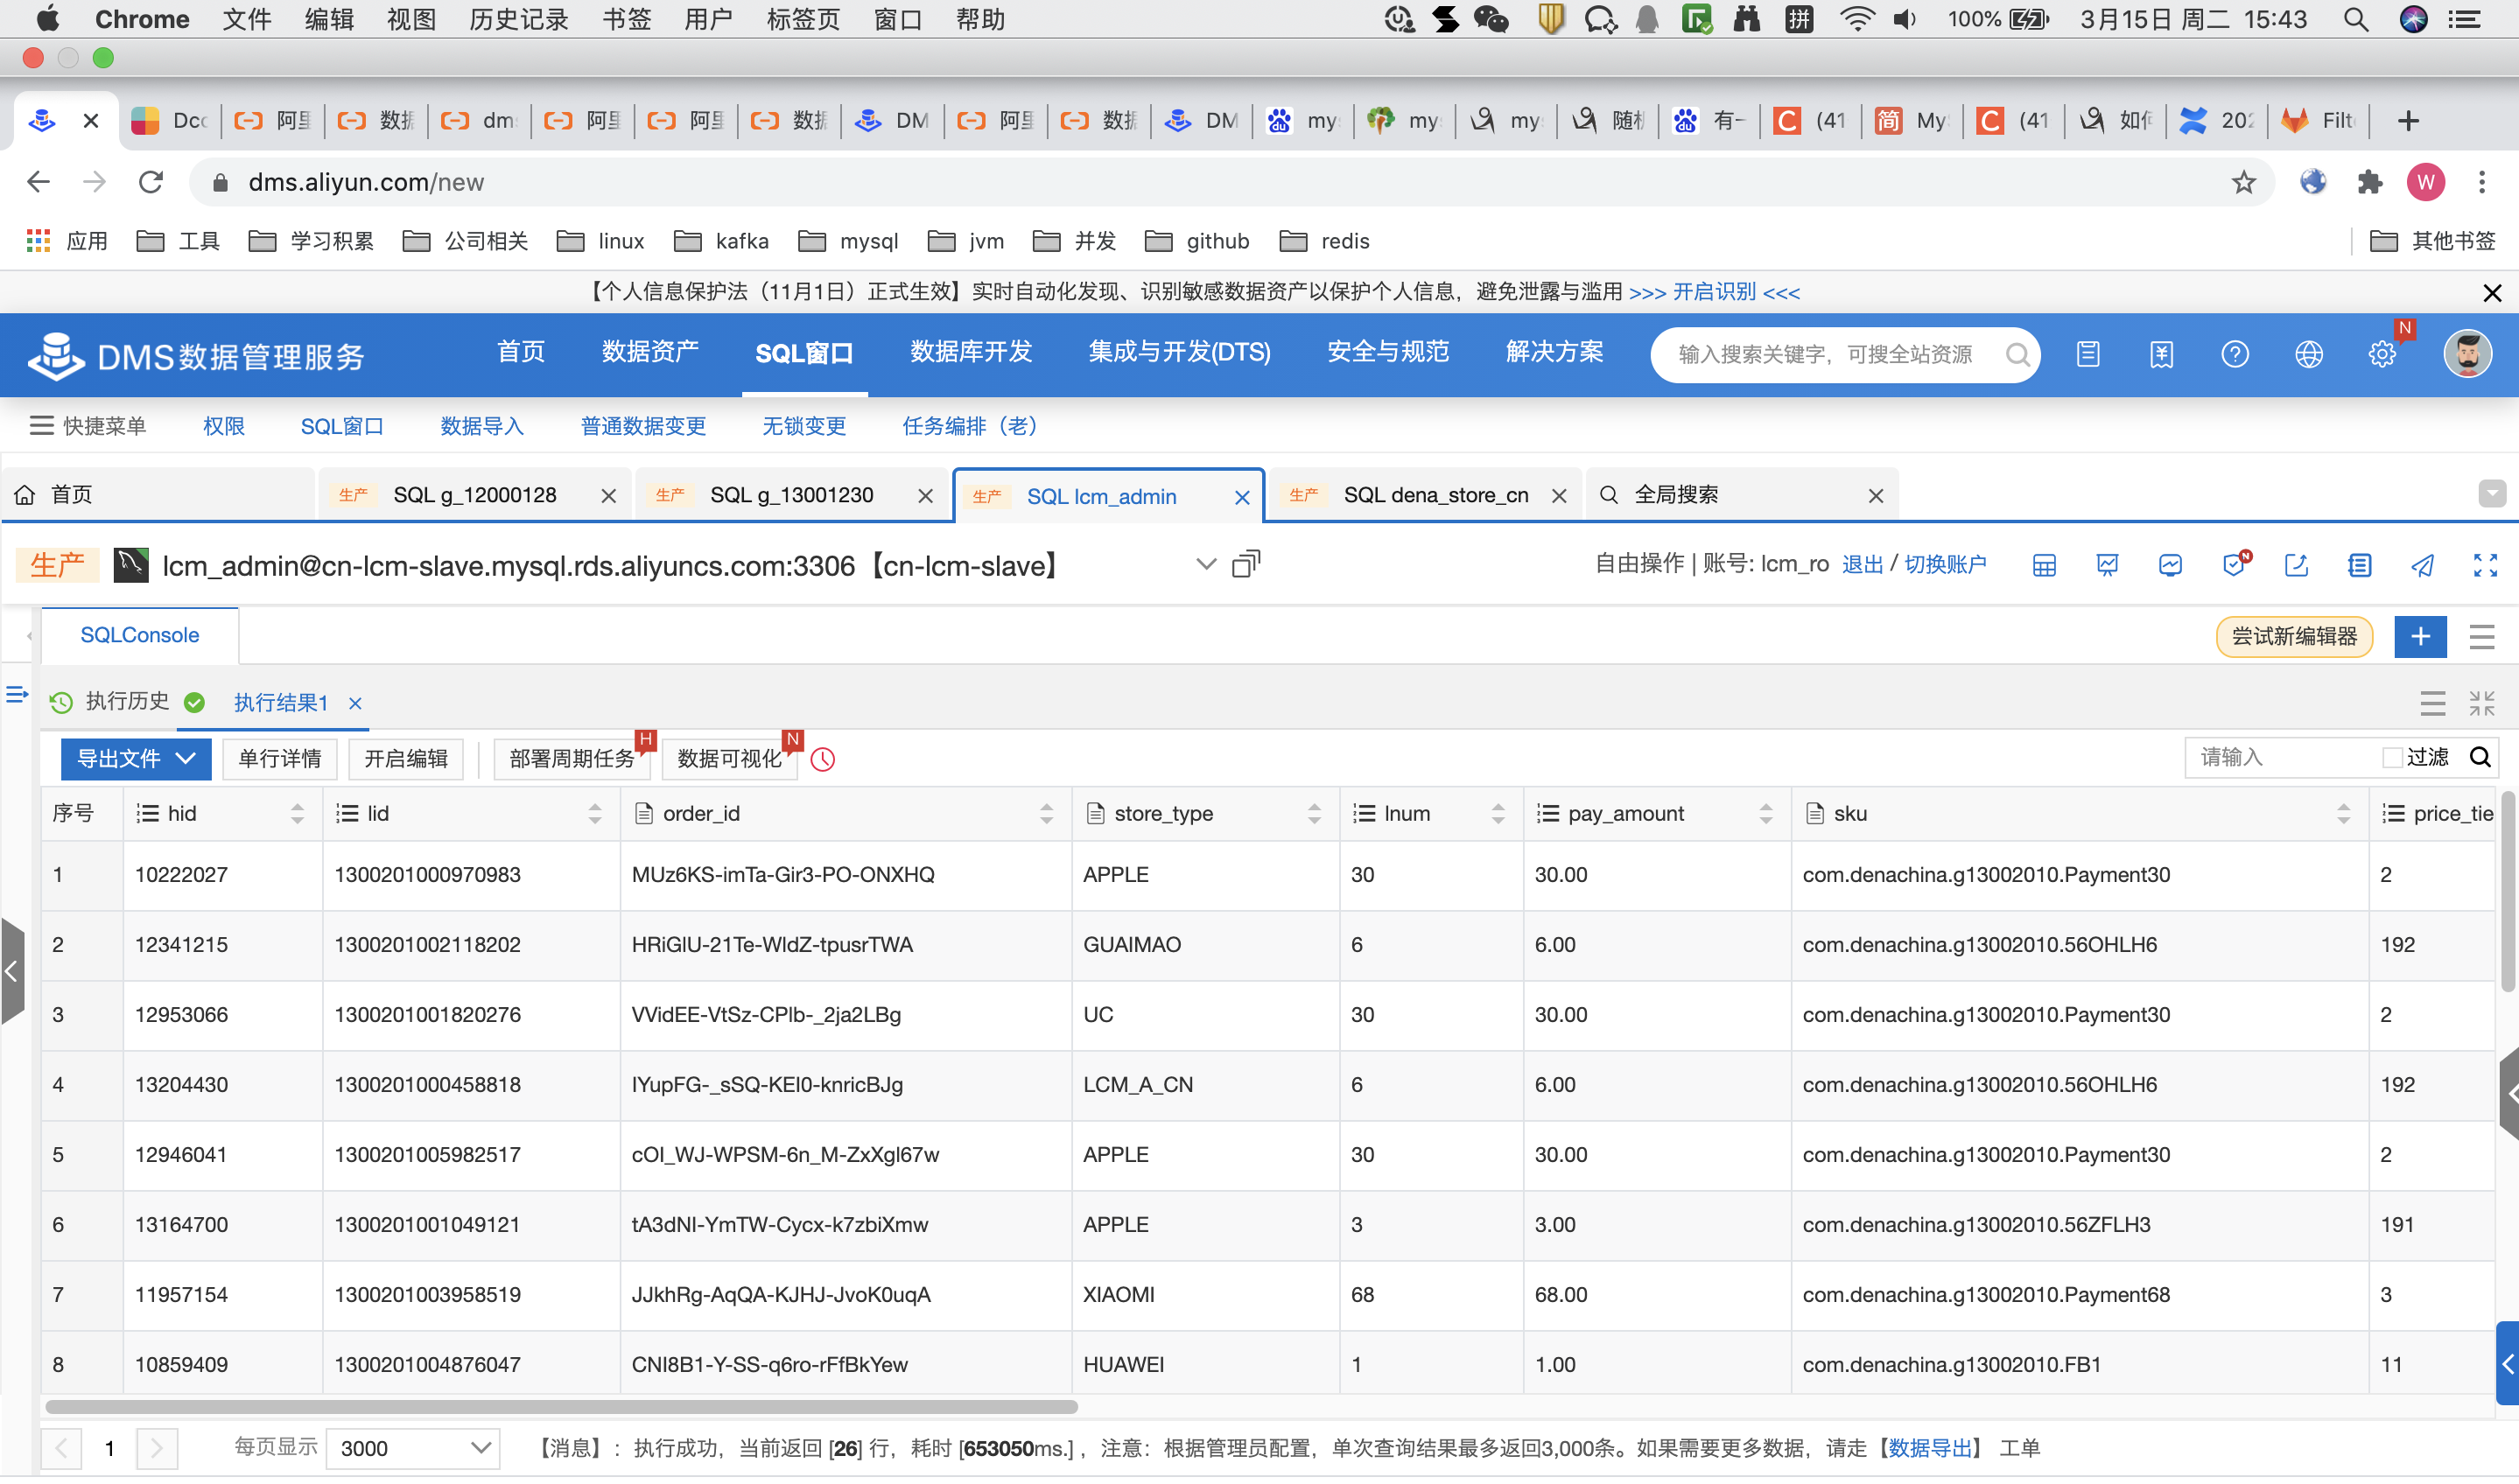 Chrome 文件 编辑 视图 历史记录 书签 用户 标签页 窗口 帮助 拼 100% 3月15日 周二 15:43
Dcc 阿里 数据 dms 阿里 阿里 数据 DM 阿里 数据 DM mys mys mys 随机 有一 (41 简 MyS (41 如何 202 Filt
dms.aliyun.com/new W
应用 工具 学习积累 公司相关 linux kafka mysql jvm 并发 github redis 其他书签
【个人信息保护法（11月1日）正式生效】实时自动化发现、识别敏感数据资产以保护个人信息，避免泄露与滥用 >>> 开启识别 <<<
DMS数据管理服务 首页 数据资产 SQL窗口 数据库开发 集成与开发(DTS) 安全与规范 解决方案 输入搜索关键字，可搜全站资源 N
快捷菜单 权限 SQL窗口 数据导入 普通数据变更 无锁变更 任务编排（老）
首页 生产 SQL g_12000128 生产 SQL g_13001230 生产 SQL lcm_admin 生产 SQL dena_store_cn 全局搜索
生产 lcm_admin@cn-lcm-slave.mysql.rds.aliyuncs.com:3306【cn-lcm-slave】 自由操作 | 账号: lcm_ro 退出 / 切换账户 N
SQLConsole 尝试新编辑器
执行历史 执行结果1
导出文件 单行详情 开启编辑 部署周期任务 H 数据可视化 N 请输入 过滤
序号 hid lid order_id store_type lnum pay_amount sku price_tie
1 10222027 1300201000970983 MUz6KS-imTa-Gir3-PO-ONXHQ APPLE 30 30.00 com.denachina.g13002010.Payment30 2
2 12341215 1300201002118202 HRiGlU-21Te-WldZ-tpusrTWA GUAIMAO 6 6.00 com.denachina.g13002010.56OHLH6 192
3 12953066 1300201001820276 VVidEE-VtSz-CPlb-_2ja2LBg UC 30 30.00 com.denachina.g13002010.Payment30 2
4 13204430 1300201000458818 IYupFG-_sSQ-KEl0-knricBJg LCM_A_CN 6 6.00 com.denachina.g13002010.56OHLH6 192
5 12946041 1300201005982517 cOI_WJ-WPSM-6n_M-ZxXgl67w APPLE 30 30.00 com.denachina.g13002010.Payment30 2
6 13164700 1300201001049121 tA3dNI-YmTW-Cycx-k7zbiXmw APPLE 3 3.00 com.denachina.g13002010.56ZFLH3 191
7 11957154 1300201003958519 JJkhRg-AqQA-KJHJ-JvoK0uqA XIAOMI 68 68.00 com.denachina.g13002010.Payment68 3
8 10859409 1300201004876047 CNI8B1-Y-SS-q6ro-rFfBkYew HUAWEI 1 1.00 com.denachina.g13002010.FB1 11
1 每页显示 3000 【消息】：执行成功，当前返回 [26] 行，耗时 [653050ms.]，注意：根据管理员配置，单次查询结果最多返回3,000条。如果需要更多数据，请走【数据导出】 工单